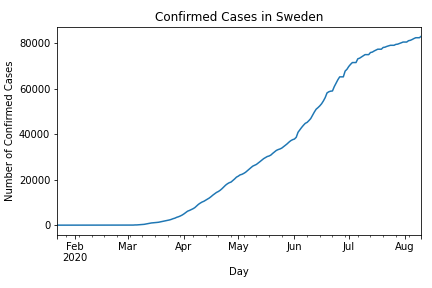 Confirmed Cases in Sweden
Number of Confirmed Cases
80000
60000
40000
20000
0
Feb Mar Apr May Jun Jul Aug
2020
Day